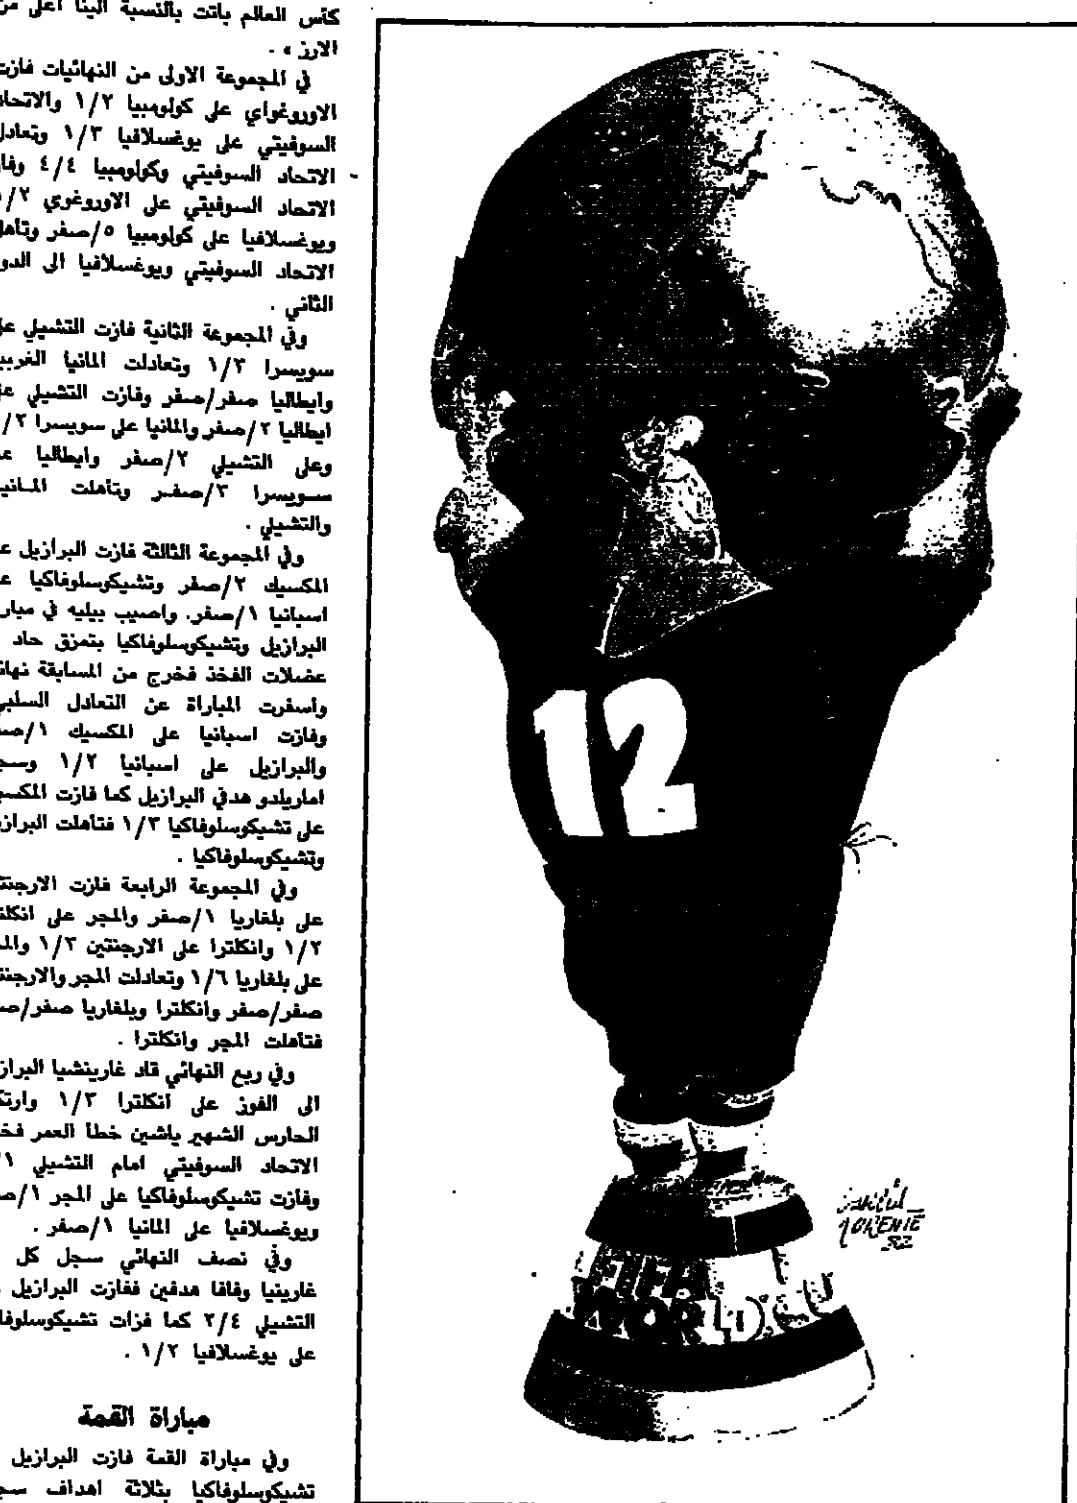 كأس العالم باتت بالنسبة الينا اغلى من
الارز » .
في المجموعة الاولى من النهائيات فازت
الاوروغواي على كولومبيا ١/٢ والاتحاد
السوفيتي على يوغسلافيا ١/٣ وتعادل
الاتحاد السوفيتي وكولومبيا ٤/٤ وفاز
الاتحاد السوفيتي على الاوروغوي ١/٢
ويوغسلافيا على كولومبيا ٥/صفر وتأهل
الاتحاد السوفيتي ويوغسلافيا الى الدور
الثاني .
وفي المجموعة الثانية فازت التشيلي على
سويسرا ١/٣ وتعادلت المانيا الغربية
وايطاليا صفر/صفر وفازت التشيلي على
ايطاليا ٢/صفر والمانيا على سويسرا ٢/
وعلى التشيلي ٢/صفر وايطاليا على
سويسرا ٣/صفر وتأهلت المانيا
والتشيلي .
وفي المجموعة الثالثة فازت البرازيل على
المكسيك ٢/صفر وتشيكوسلوفاكيا على
اسبانيا ١/صفر. واصيب بيليه في مباراة
البرازيل وتشيكوسلوفاكيا بتمزق حاد
عضلات الفخذ فخرج من المسابقة نهائ
وأسفرت المباراة عن التعادل السلبي
وفازت اسبانيا على المكسيك ١/صفر
والبرازيل على اسبانيا ١/٢ وسجل
اماريلدو هدفي البرازيل كما فازت المكسيك
على تشيكوسلوفاكيا ١/٣ فتأهلت البرازيل
وتشيكوسلوفاكيا .
وفي المجموعة الرابعة فازت الارجنتين
على بلغاريا ١/صفر والمجر على انكلترا
١/٢ وانكلترا على الارجنتين ١/٣ والمجر
على بلغاريا ١/٦ وتعادلت المجر والارجنتين
صفر/صفر وانكلترا وبلغاريا صفر/صفر
فتأهلت المجر وانكلترا .
وفي ربع النهائي قاد غارينشيا البرازيل
الى الفوز على انكلترا ١/٣ وارتكب
الحارس الشهير ياشين خطأ العمر فخسر
الاتحاد السوفيتي امام التشيلي ١/
وفازت تشيكوسلوفاكيا على المجر ١/صفر
ويوغسلافيا على المانيا ١/صفر .
وفي نصف النهائي سجل كل
غارينيا وفافا هدفين ففازت البرازيل
التشيلي ٢/٤ كما فزات تشيكوسلوفاكيا
على يوغسلافيا ١/٢ .
مباراة القمة
وفي مباراة القمة فازت البرازيل
تشيكوسلوفاكيا بثلاثة اهداف سجل
12
FIFA
WORLD CU